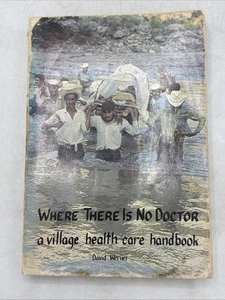 WHERE THERE IS NO DOCTOR
a village health care handbook
David Werner